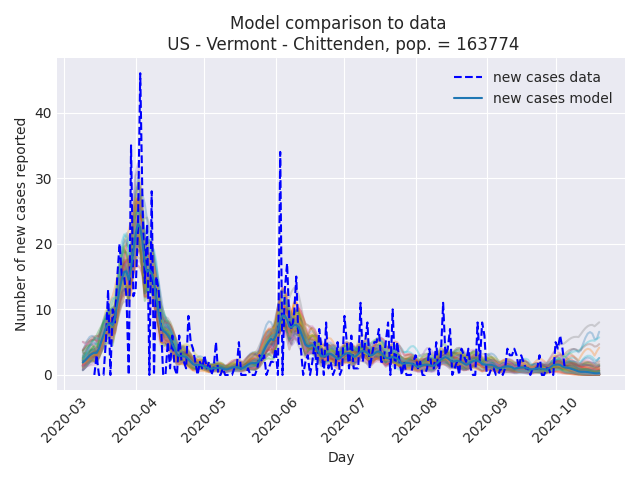 Model comparison to data
US - Vermont - Chittenden, pop. = 163774
new cases data
new cases model
Number of new cases reported
40
30
20
10
0
2020-03
2020-04
2020-05
2020-06
2020-07
2020-08
2020-09
2020-10
Day